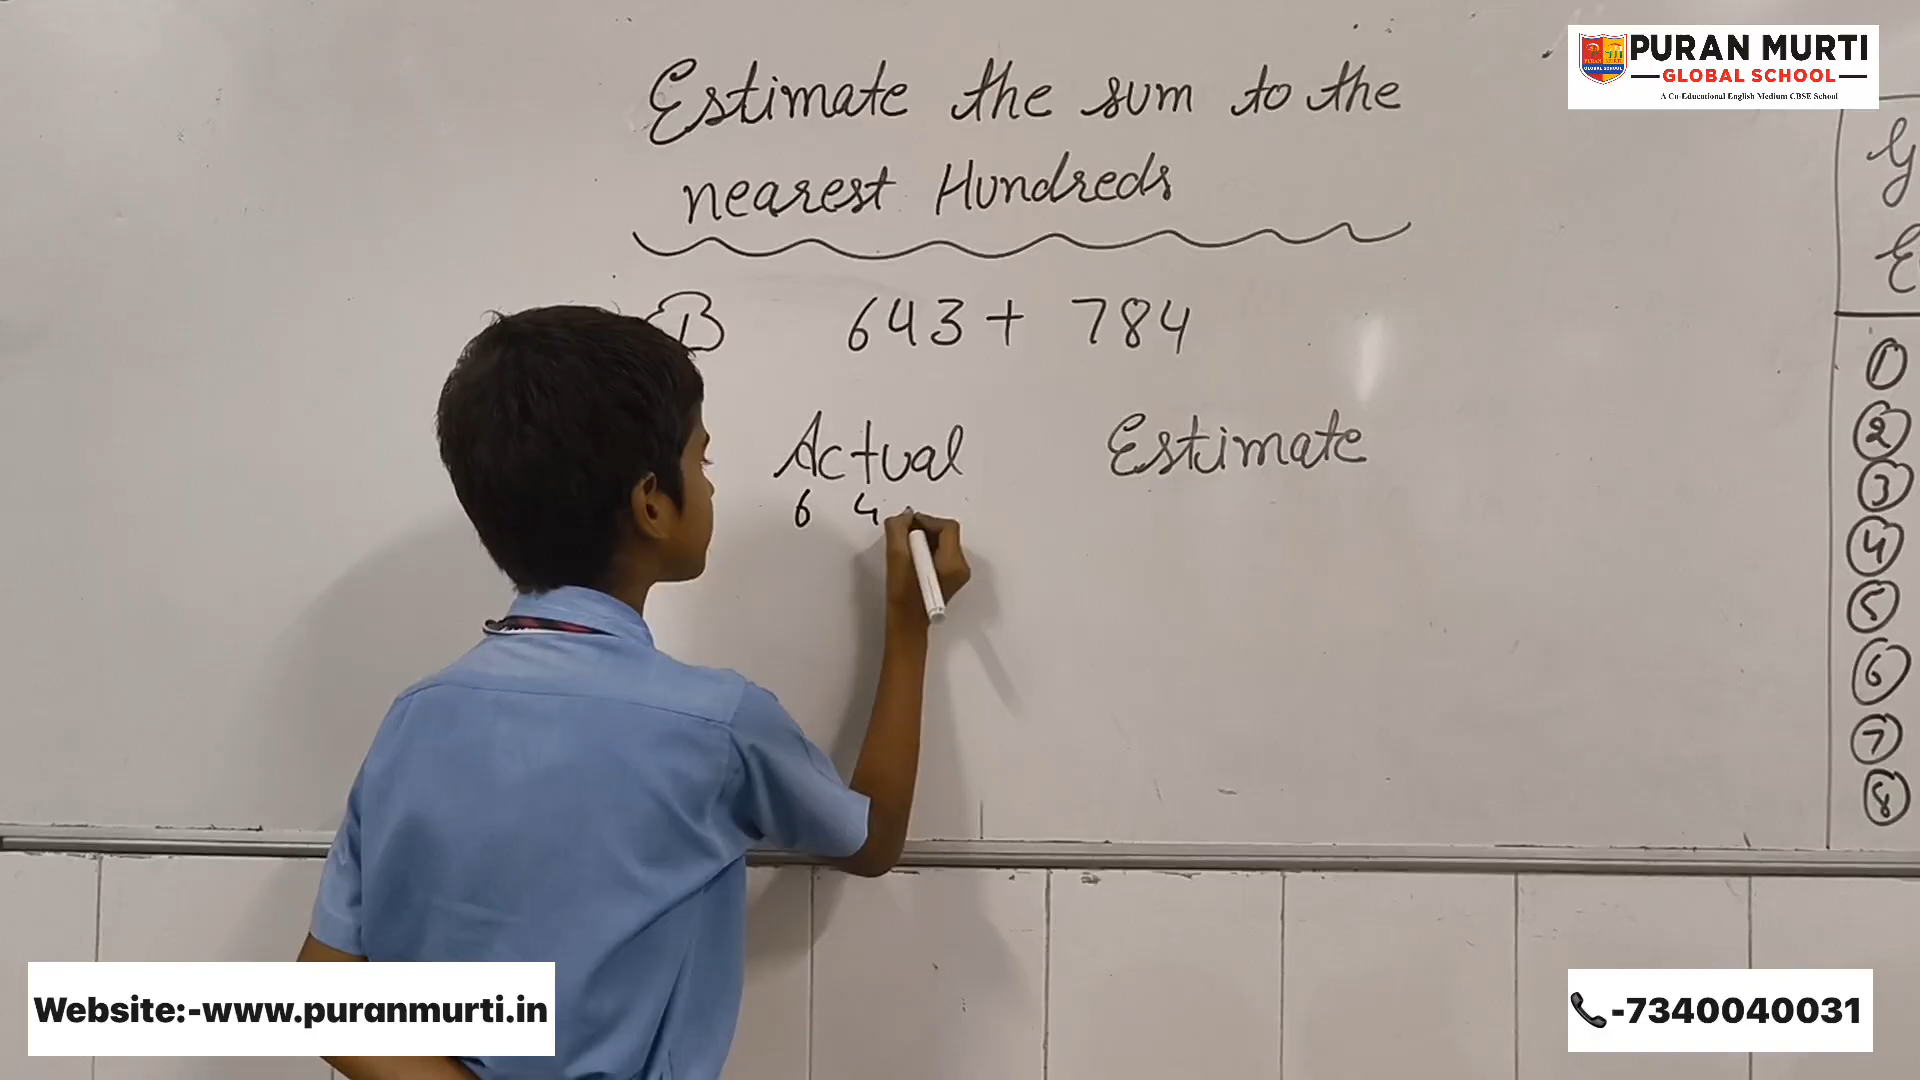 Estimate the sum to the
nearest Hundreds
643 + 784
Actual Estimate
6 4
1
2
3
4
5
6
7
8
PURAN MURTI
GLOBAL SCHOOL
A Co-Educational English Medium CBSE School
Website:-www.puranmurti.in
-7340040031